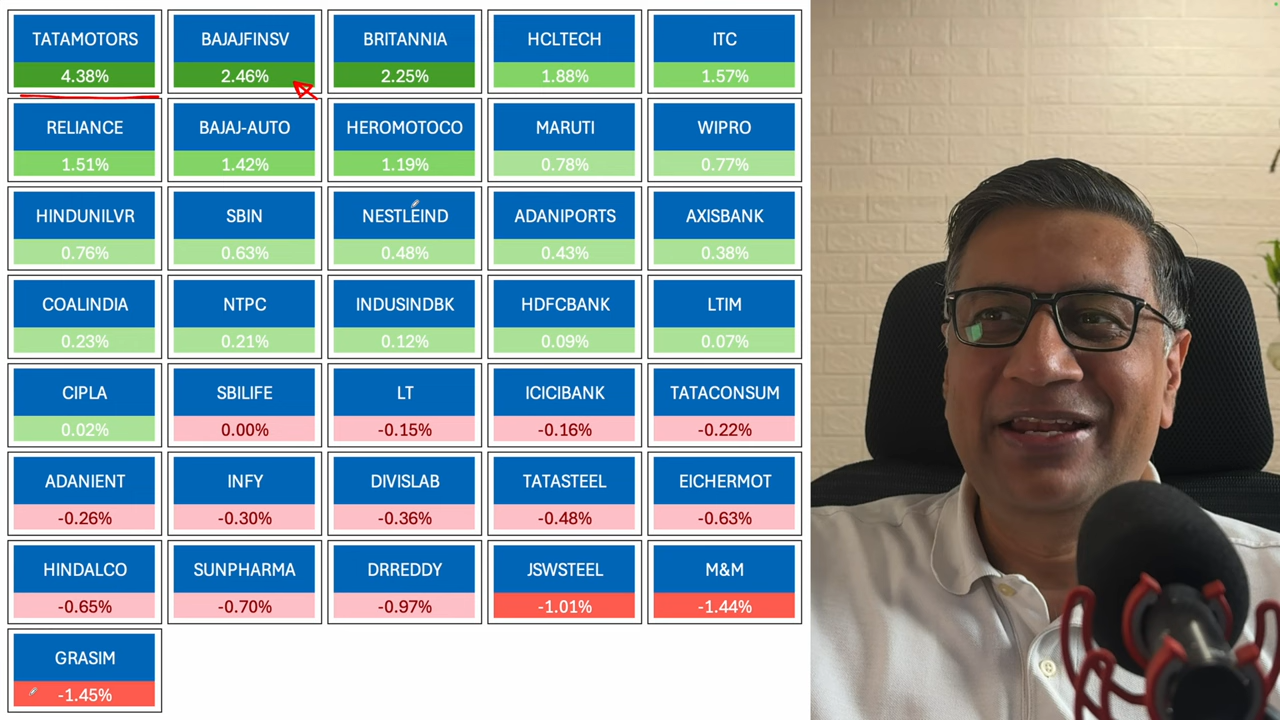 TATAMOTORS BAJAJFINSV BRITANNIA HCLTECH ITC
4.38% 2.46% 2.25% 1.88% 1.57%
RELIANCE BAJAJ-AUTO HEROMOTOCO MARUTI WIPRO
1.51% 1.42% 1.19% 0.78% 0.77%
HINDUNILVR SBIN NESTLEIND ADANIPORTS AXISBANK
0.76% 0.63% 0.48% 0.43% 0.38%
COALINDIA NTPC INDUSINDBK HDFCBANK LTIM
0.23% 0.21% 0.12% 0.09% 0.07%
CIPLA SBILIFE LT ICICIBANK TATACONSUM
0.02% 0.00% -0.15% -0.16% -0.22%
ADANIENT INFY DIVISLAB TATASTEEL EICHERMOT
-0.26% -0.30% -0.36% -0.48% -0.63%
HINDALCO SUNPHARMA DRREDDY JSWSTEEL M&M
-0.65% -0.70% -0.97% -1.01% -1.44%
GRASIM
-1.45%